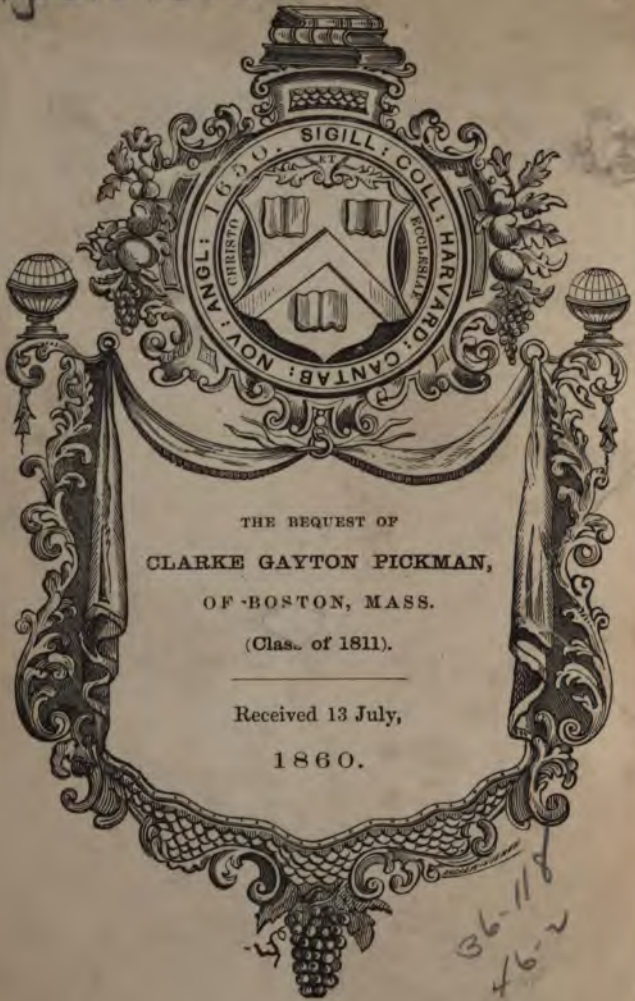 SIGILL: COLL: HARVARD: CANTAB: NOV: ANGL: 1650.
ET
CHRISTO
ECCLESIAE
THE BEQUEST OF
CLARKE GAYTON PICKMAN,
OF BOSTON, MASS.
(Class of 1811).
Received 13 July,
1860.
36-118
46-2